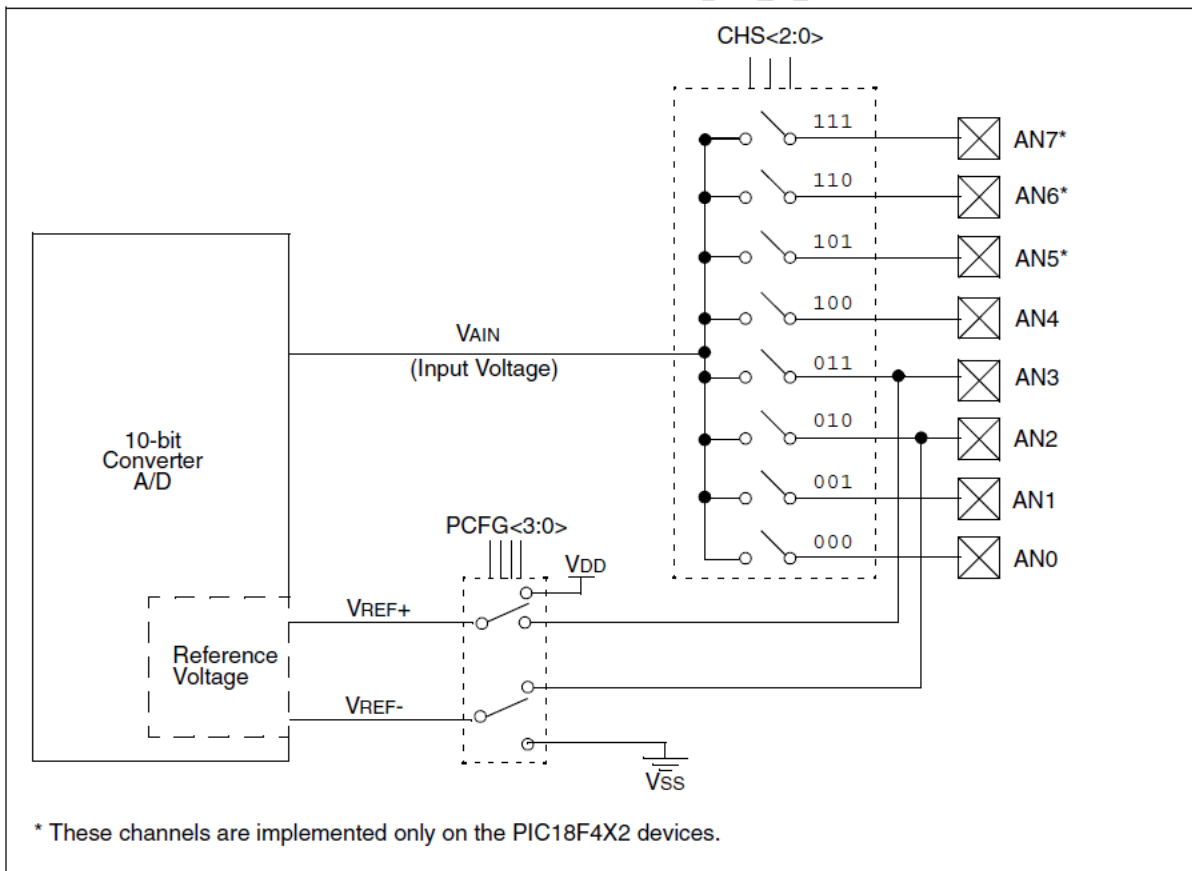 CHS<2:0>
111
AN7*
110
AN6*
101
AN5*
100
AN4
VAIN
(Input Voltage)
011
AN3
010
AN2
10-bit
Converter
A/D
001
AN1
PCFG<3:0>
000
AN0
VDD
VREF+
Reference
Voltage
VREF-
VSS
* These channels are implemented only on the PIC18F4X2 devices.